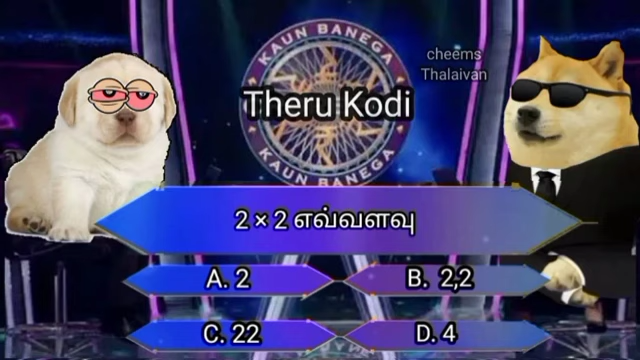 KAUN BANEGA
cheems
Thalaivan
Theru Kodi
KAUN BANEGA
2 × 2 எவ்வளவு
A. 2
B. 2,2
C. 22
D. 4